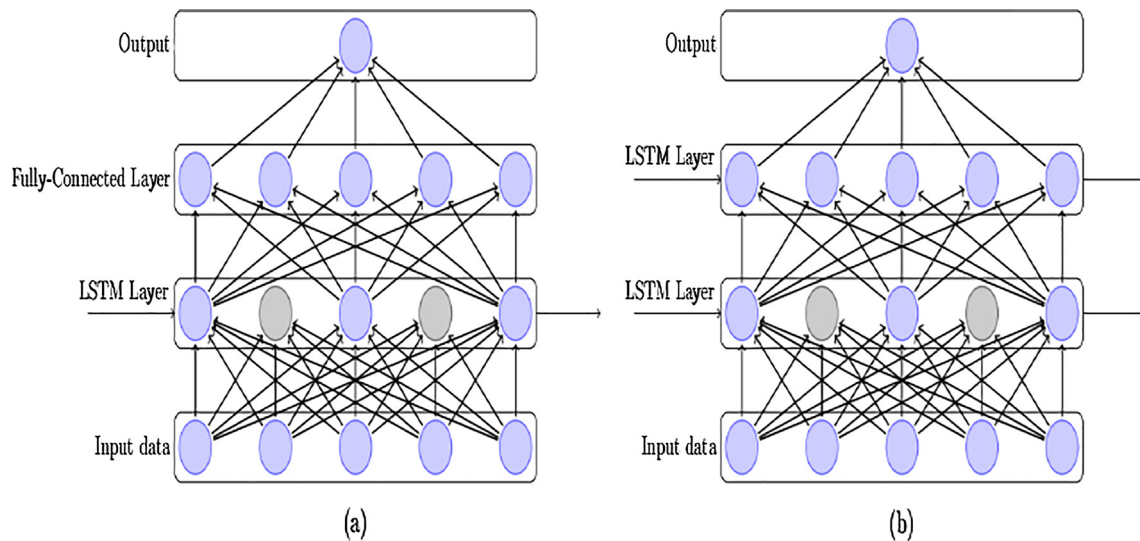 Output
Fully-Connected Layer
LSTM Layer
Input data
(a)
Output
LSTM Layer
LSTM Layer
Input data
(b)